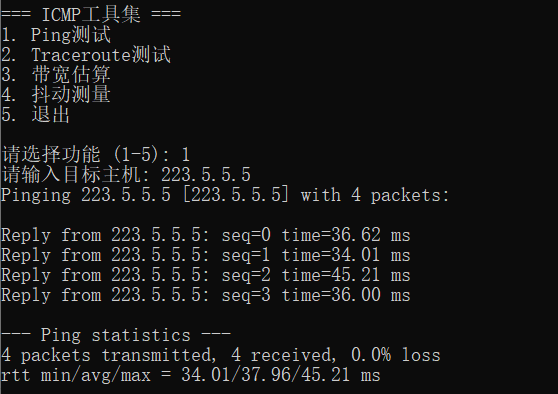 === ICMP工具集 ===
1. Ping测试
2. Traceroute测试
3. 带宽估算
4. 抖动测量
5. 退出
请选择功能 (1-5): 1
请输入目标主机: 223.5.5.5
Pinging 223.5.5.5 [223.5.5.5] with 4 packets:
Reply from 223.5.5.5: seq=0 time=36.62 ms
Reply from 223.5.5.5: seq=1 time=34.01 ms
Reply from 223.5.5.5: seq=2 time=45.21 ms
Reply from 223.5.5.5: seq=3 time=36.00 ms
--- Ping statistics ---
4 packets transmitted, 4 received, 0.0% loss
rtt min/avg/max = 34.01/37.96/45.21 ms